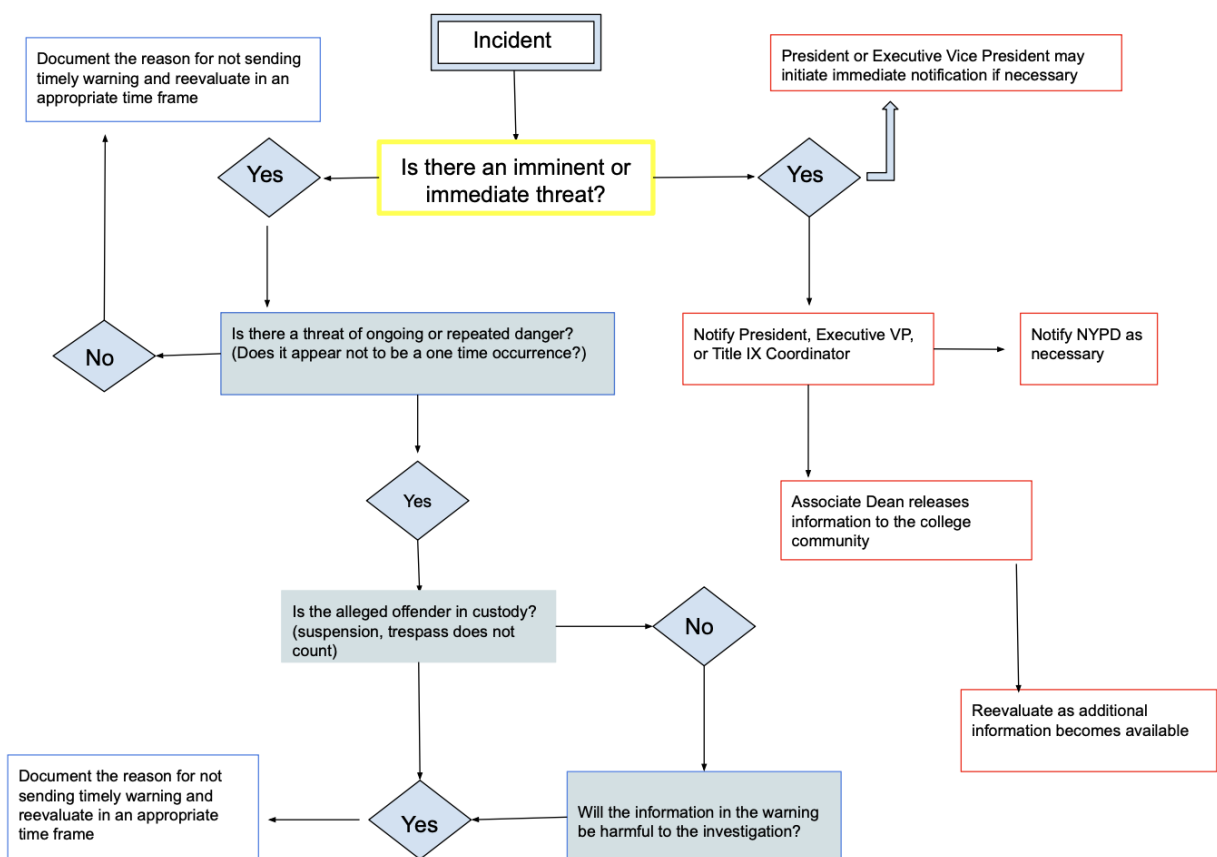 Incident
Document the reason for not sending
timely warning and reevaluate in an
appropriate time frame
President or Executive Vice President may
initiate immediate notification if necessary
Yes
Is there an imminent or
immediate threat?
Yes
No
Is there a threat of ongoing or repeated danger?
(Does it appear not to be a one time occurrence?)
Notify President, Executive VP,
or Title IX Coordinator
Notify NYPD as
necessary
Yes
Associate Dean releases
information to the college
community
Is the alleged offender in custody?
(suspension, trespass does not
count)
No
Reevaluate as additional
information becomes available
Document the reason for not
sending timely warning and
reevaluate in an appropriate
time frame
Yes
Will the information in the warning
be harmful to the investigation?